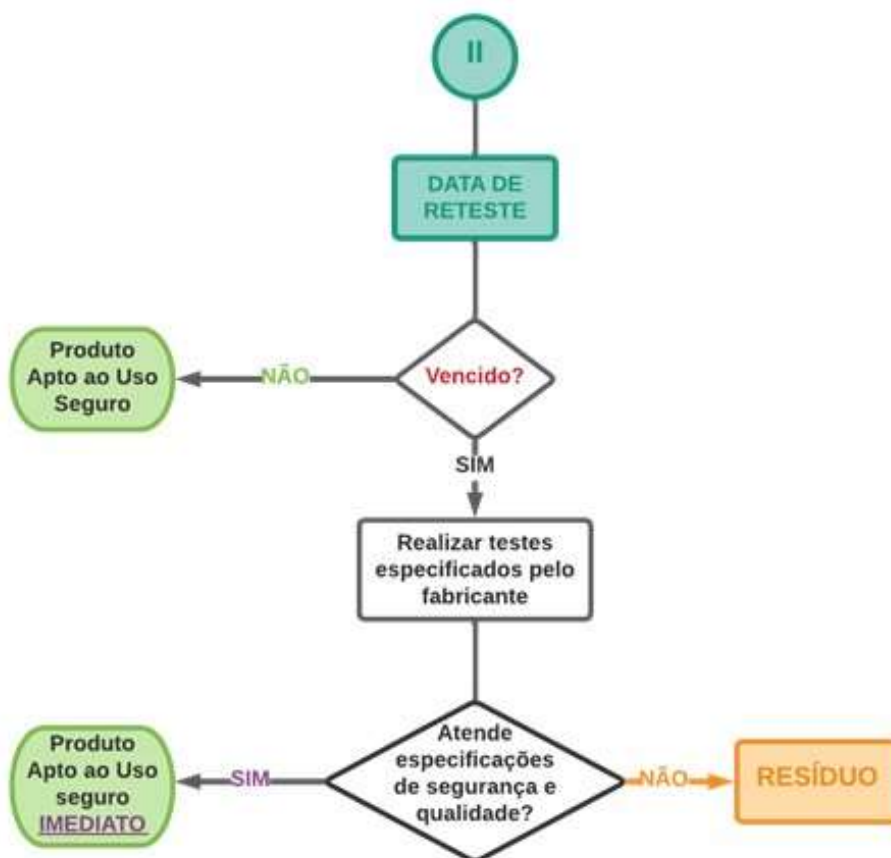 II
DATA DE
RETESTE
Vencido?
NÃO
Produto
Apto ao Uso
Seguro
SIM
Realizar testes
especificados pelo
fabricante
Atende
especificações
de segurança e
qualidade?
SIM
Produto
Apto ao Uso
seguro
IMEDIATO
NÃO
RESÍDUO